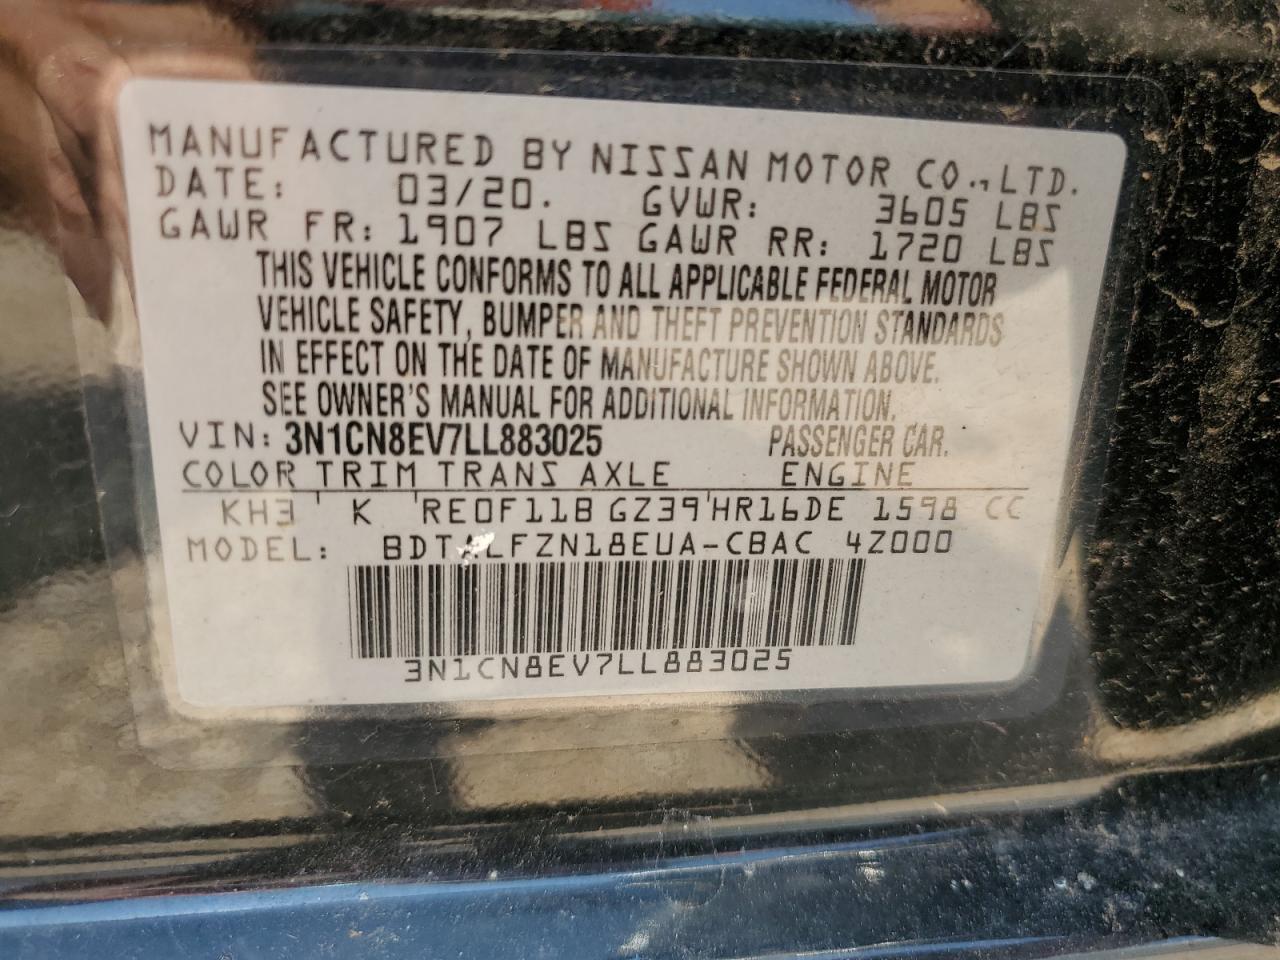 MANUFACTURED BY NISSAN MOTOR CO., LTD.
DATE: 03/20. GVWR: 3605 LBS
GAWR FR: 1907 LBS GAWR RR: 1720 LBS
THIS VEHICLE CONFORMS TO ALL APPLICABLE FEDERAL MOTOR
VEHICLE SAFETY, BUMPER AND THEFT PREVENTION STANDARDS
IN EFFECT ON THE DATE OF MANUFACTURE SHOWN ABOVE.
SEE OWNER'S MANUAL FOR ADDITIONAL INFORMATION.
VIN: 3N1CN8EV7LL883025 PASSENGER CAR.
COLOR TRIM TRANS AXLE ENGINE
KH3 K RE0F11B GZ39 HR16DE 1598 CC
MODEL: BDTALFZN18EUA-CBAC 4Z000
3N1CN8EV7LL883025